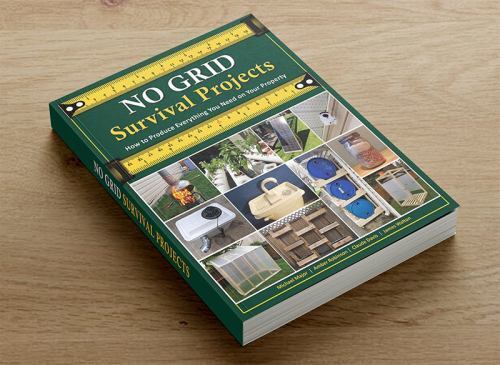 NO GRID
Survival Projects
How to Produce Everything You Need on Your Property
Michael Major | Amber Robinson | Claude Davis | James Walton
NO GRID SURVIVAL PROJECTS